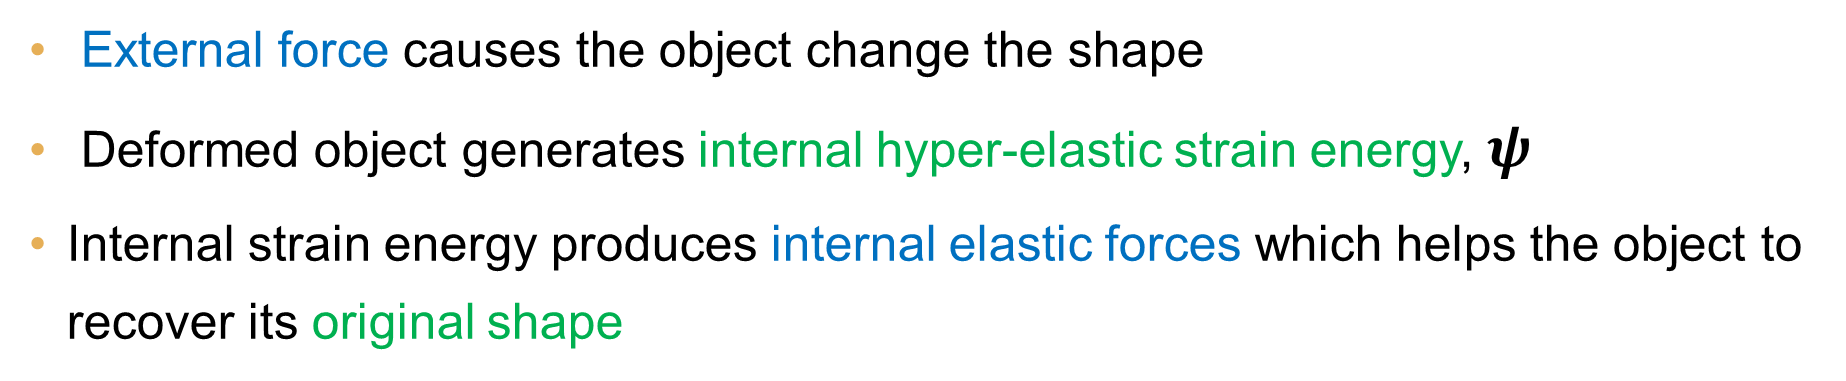 • External force causes the object change the shape
• Deformed object generates internal hyper-elastic strain energy, 𝝍
• Internal strain energy produces internal elastic forces which helps the object to
recover its original shape